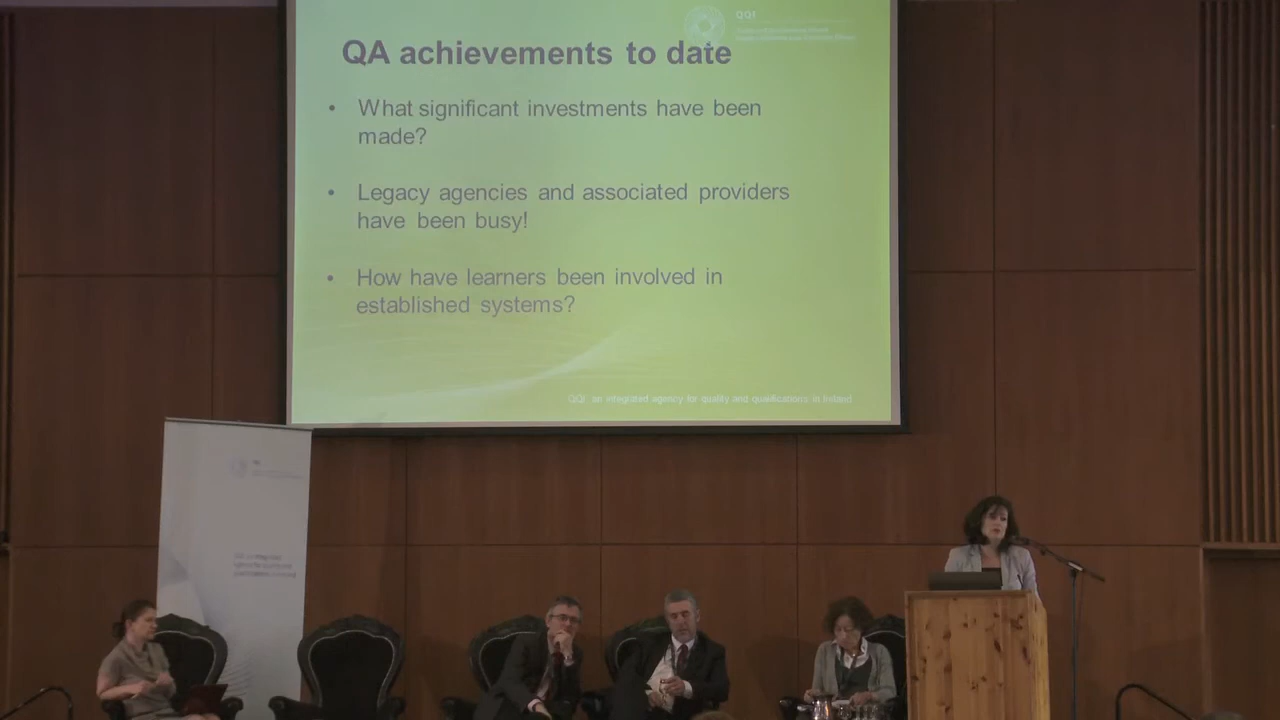 QQI
QA achievements to date
• What significant investments have been
made?
• Legacy agencies and associated providers
have been busy!
• How have learners been involved in
established systems?
QQI an integrated agency for quality and qualifications in Ireland